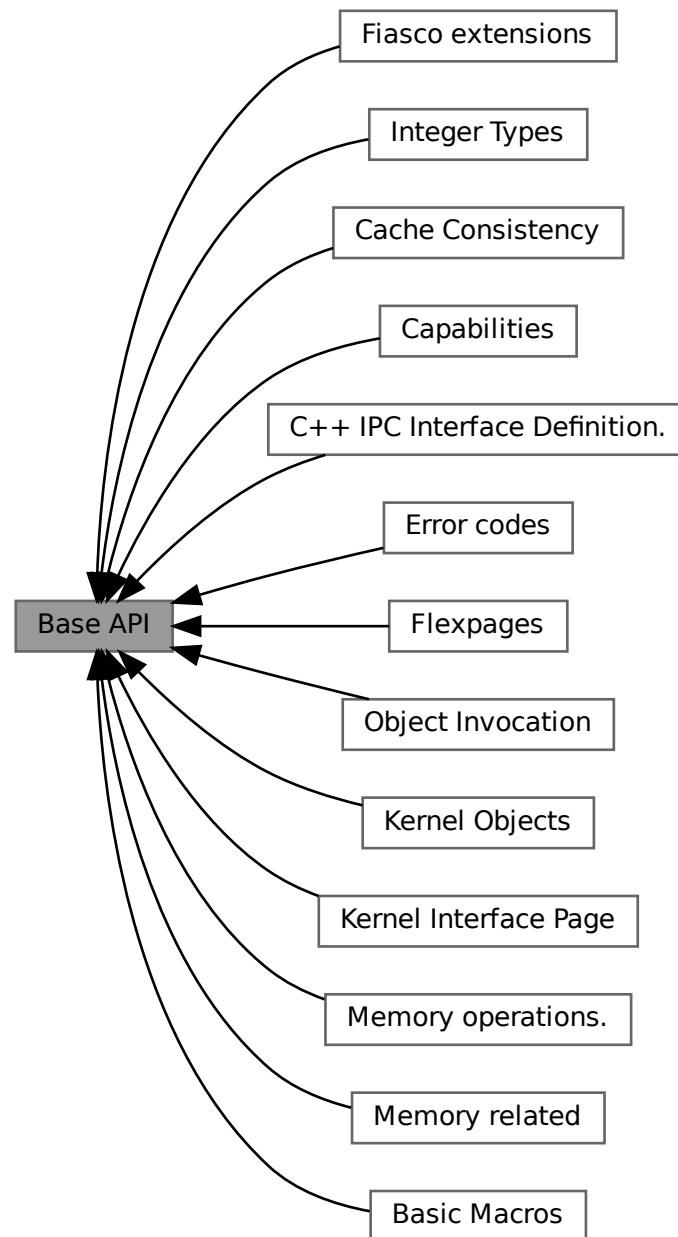 Fiasco extensions
Integer Types
Cache Consistency
Capabilities
C++ IPC Interface Definition.
Error codes
Base API
Flexpages
Object Invocation
Kernel Objects
Kernel Interface Page
Memory operations.
Memory related
Basic Macros